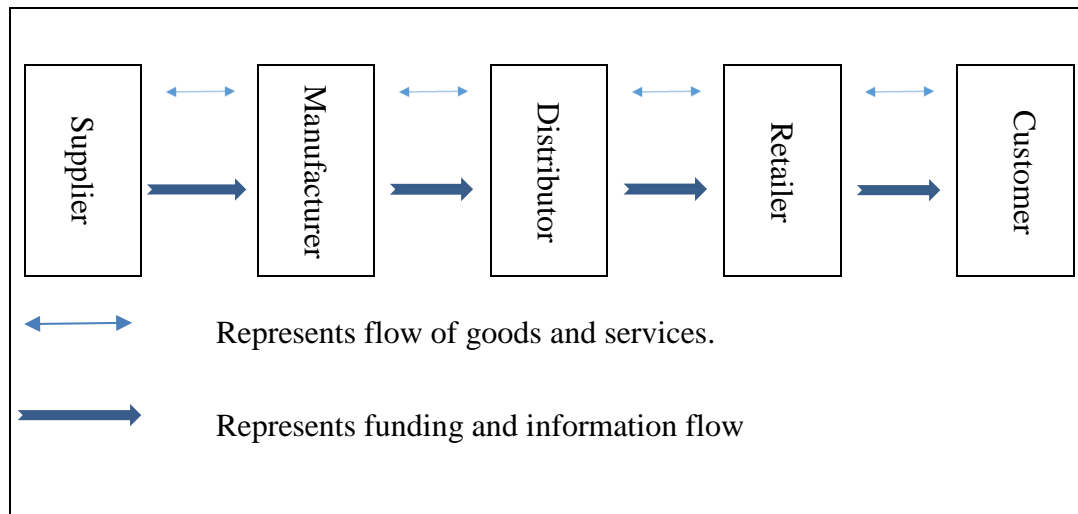 Supplier
Manufacturer
Distributor
Retailer
Customer
Represents flow of goods and services.
Represents funding and information flow